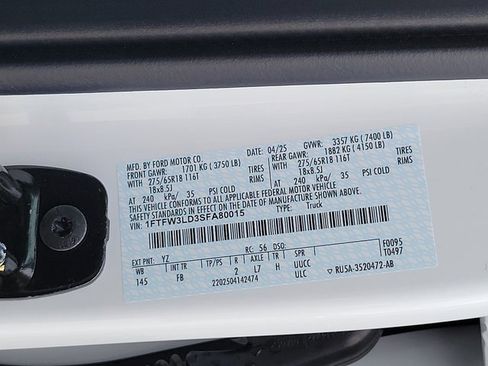 MFD. BY FORD MOTOR CO. 04/25 GVWR: 3357 KG (7400 LB)
FRONT GAWR: 1701 KG (3750 LB) REAR GAWR: 1882 KG (4150 LB)
WITH 275/65R18 116T TIRES WITH 275/65R18 116T TIRES
18x8.5J RIMS 18x8.5J RIMS
AT 240 kPa/ 35 PSI COLD AT 240 kPa/ 35 PSI COLD
THIS VEHICLE CONFORMS TO ALL APPLICABLE FEDERAL MOTOR VEHICLE
SAFETY STANDARDS IN EFFECT ON THE DATE OF MANUFACTURE SHOWN ABOVE.
VIN: 1FTFW3LD3SFA80015 TYPE: Truck
EXT PNT: YZ RC: 56 DSO: F0095
WB INT TR TP/PS R AXLE TR SPR T0497
145 FB 2 L7 H UUCC
2202504142474 ULC RU5A-3520472-AB